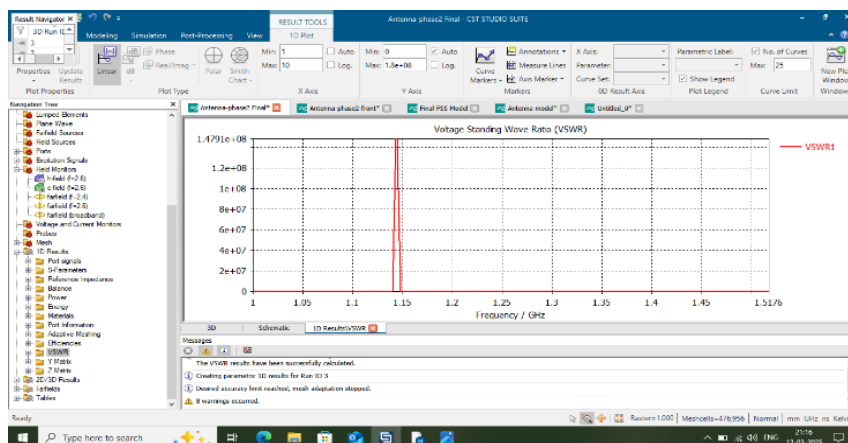 Result Navigator
RESULT TOOLS
Antenna-phase2 Final - CST STUDIO SUITE
3D Run ID
3
2
Modeling Simulation Post-Processing View 1D Plot
Properties Update Results
Linear dB Phase Real/Imag Polar Smith Chart
Min: 1 Auto Min: 0 Auto
Max: 10 Log. Max: 1.8e+08 Log.
Curve Markers Annotations Measure Lines Axis Marker
X Axis: Parameter: Curve Set:
Parametric Label: Show Legend
No. of Curves
Max: 25
New Plot Window
Plot Properties Plot Type X Axis Y Axis Markers 0D Result Axis Plot Legend Curve Limit Window
Navigation Tree
Antenna-phase2 Final* Antenna-phase2-front* Final FSS Model Antenna model* Untitled_0*
Lumped Elements
Plane Wave
Farfield Sources
Field Sources
Ports
Excitation Signals
Field Monitors
h-field (f=2.6)
e-field (f=2.6)
farfield (f=2.4)
farfield (f=2.6)
farfield (broadband)
Voltage and Current Monitors
Probes
Mesh
1D Results
Port signals
S-Parameters
Reference Impedance
Balance
Power
Energy
Materials
Port Information
Adaptive Meshing
Efficiencies
VSWR
Y Matrix
Z Matrix
2D/3D Results
Farfields
Tables
Voltage Standing Wave Ratio (VSWR)
1.4791e+08
1.2e+08
1e+08
8e+07
6e+07
4e+07
2e+07
0
1 1.05 1.1 1.15 1.2 1.25 1.3 1.35 1.4 1.45 1.5176
Frequency / GHz
VSWR1
3D Schematic 1D Results\VSWR
Messages
The VSWR results have been successfully calculated.
Creating parametric 1D results for Run ID 3
Desired accuracy limit reached, mesh adaptation stopped.
8 warnings occurred.
Ready
Raster=1.000 Meshcells=476,956 Normal mm GHz ns Kelvin
Type here to search
ENG
21:16